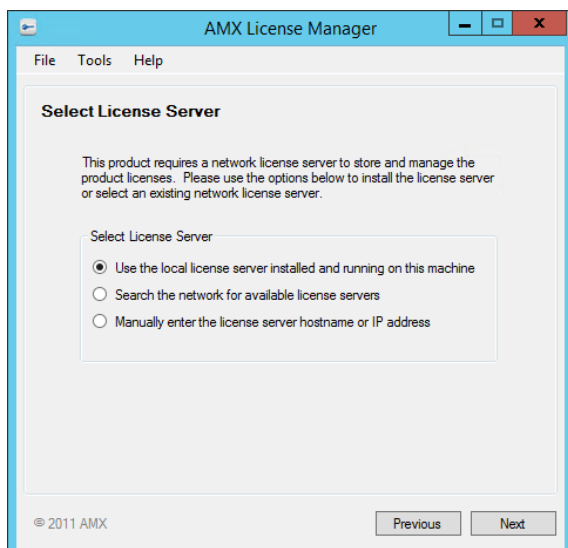 AMX License Manager
File Tools Help
Select License Server
This product requires a network license server to store and manage the
product licenses. Please use the options below to install the license server
or select an existing network license server.
Select License Server
Use the local license server installed and running on this machine
Search the network for available license servers
Manually enter the license server hostname or IP address
© 2011 AMX Previous Next